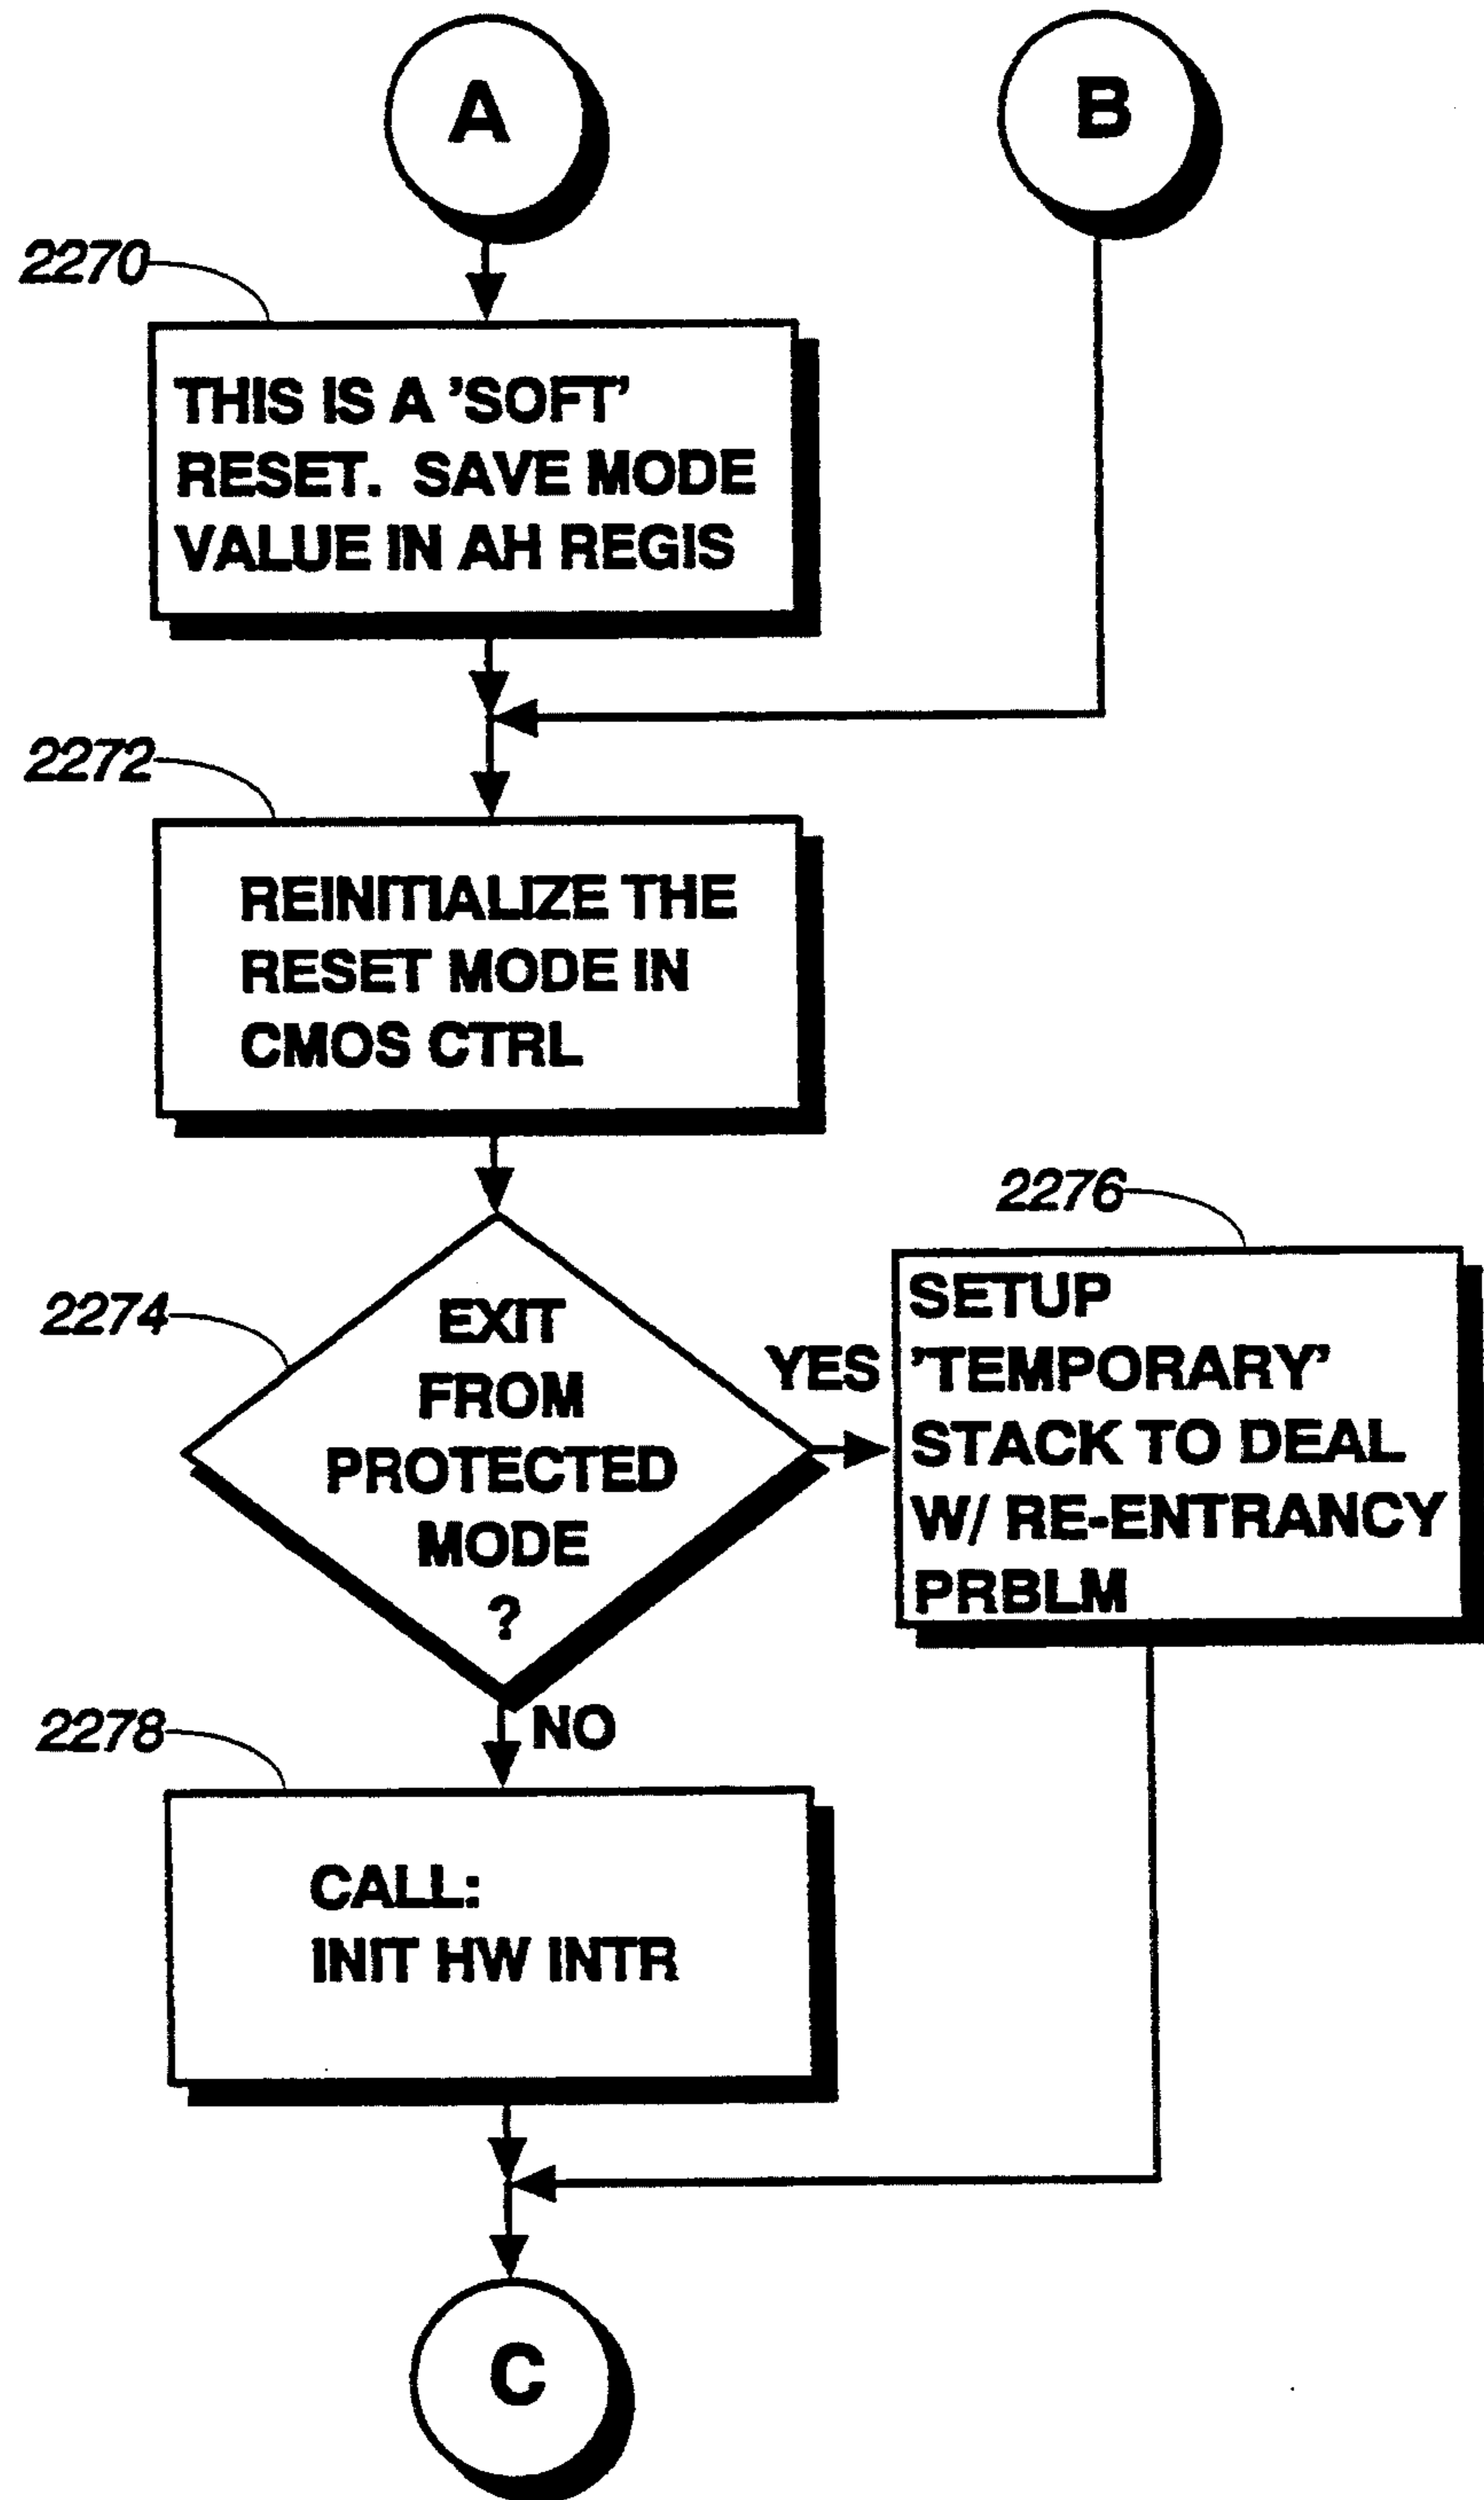 A
B
2270
THIS IS A 'SOFT'
RESET. SAVE MODE
VALUE IN AH REGIS
2272
REINITIALIZE THE
RESET MODE IN
CMOS CTRL
2274
EXIT
FROM
PROTECTED
MODE
?
YES
2276
SETUP
'TEMPORARY'
STACK TO DEAL
W/ RE-ENTRANCY
PRBLM
NO
2278
CALL:
INIT HW INTR
C